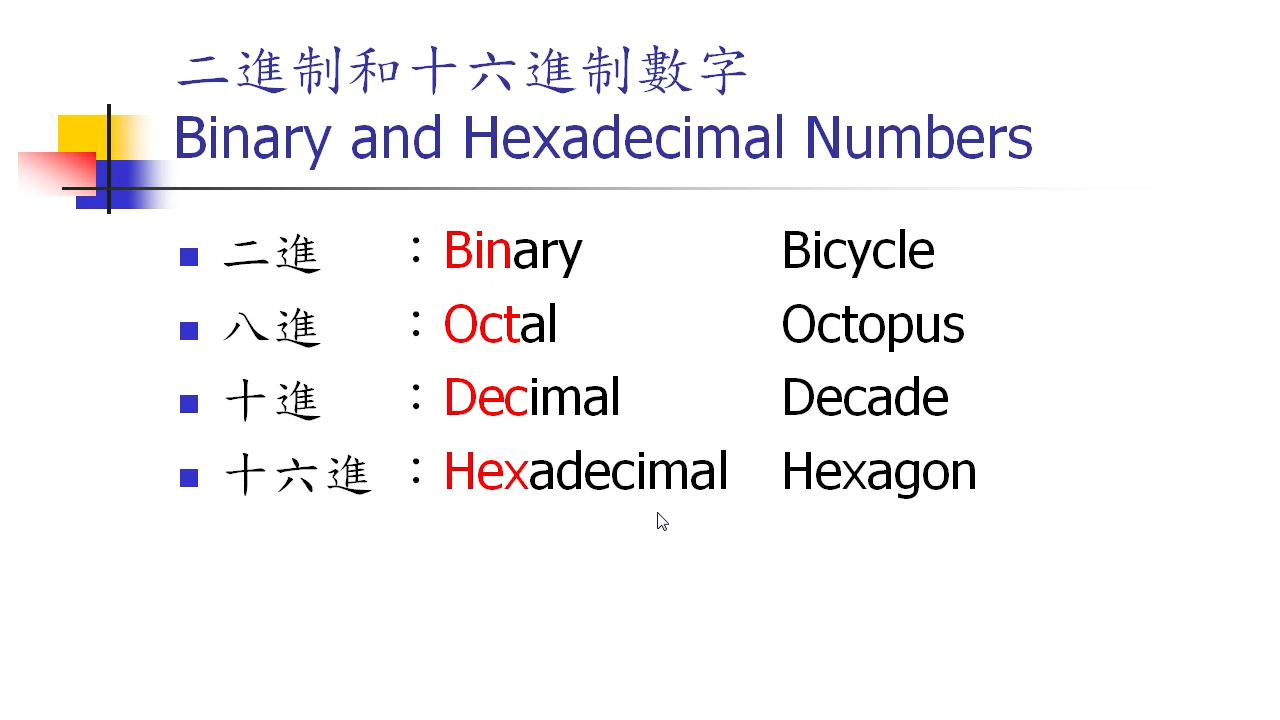 二進制和十六進制數字
Binary and Hexadecimal Numbers
二進 : Binary Bicycle
八進 : Octal Octopus
十進 : Decimal Decade
十六進 : Hexadecimal Hexagon